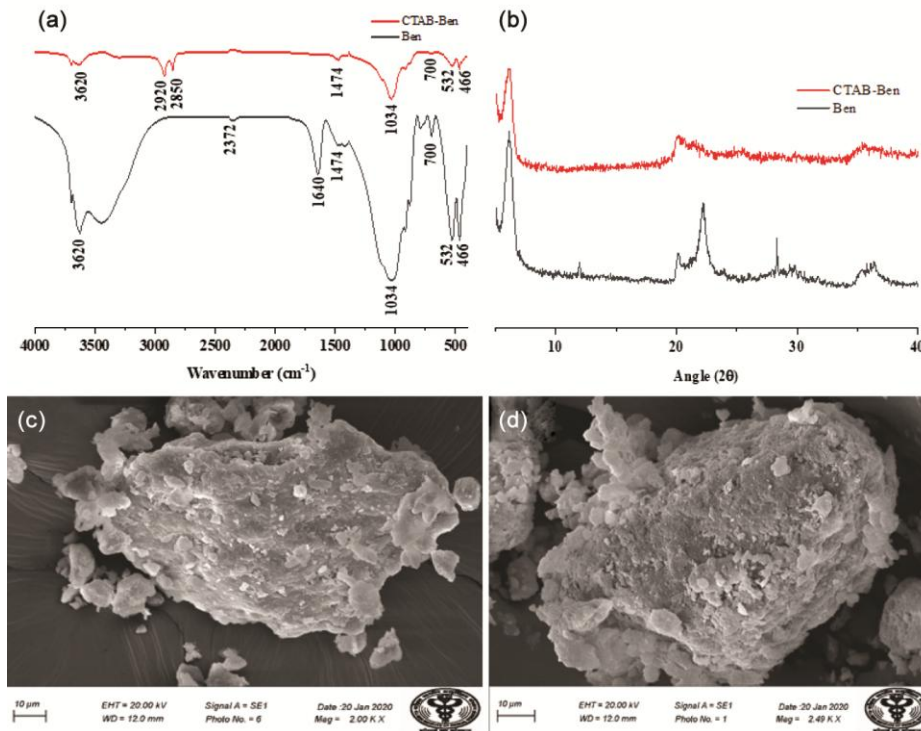 (a)
CTAB-Ben
Ben
3620
2920
2850
1474
1034
700
532
466
2372
3620
1640
1474
1034
700
532
466
4000 3500 3000 2500 2000 1500 1000 500
Wavenumber (cm-1)
(b)
CTAB-Ben
Ben
10 20 30 40
Angle (2θ)
(c)
10 µm
EHT = 20.00 kV Signal A = SE1 Date :20 Jan 2020
WD = 12.0 mm Photo No. = 6 Mag = 2.00 K X
(d)
10 µm
EHT = 20.00 kV Signal A = SE1 Date :20 Jan 2020
WD = 12.0 mm Photo No. = 1 Mag = 2.49 K X